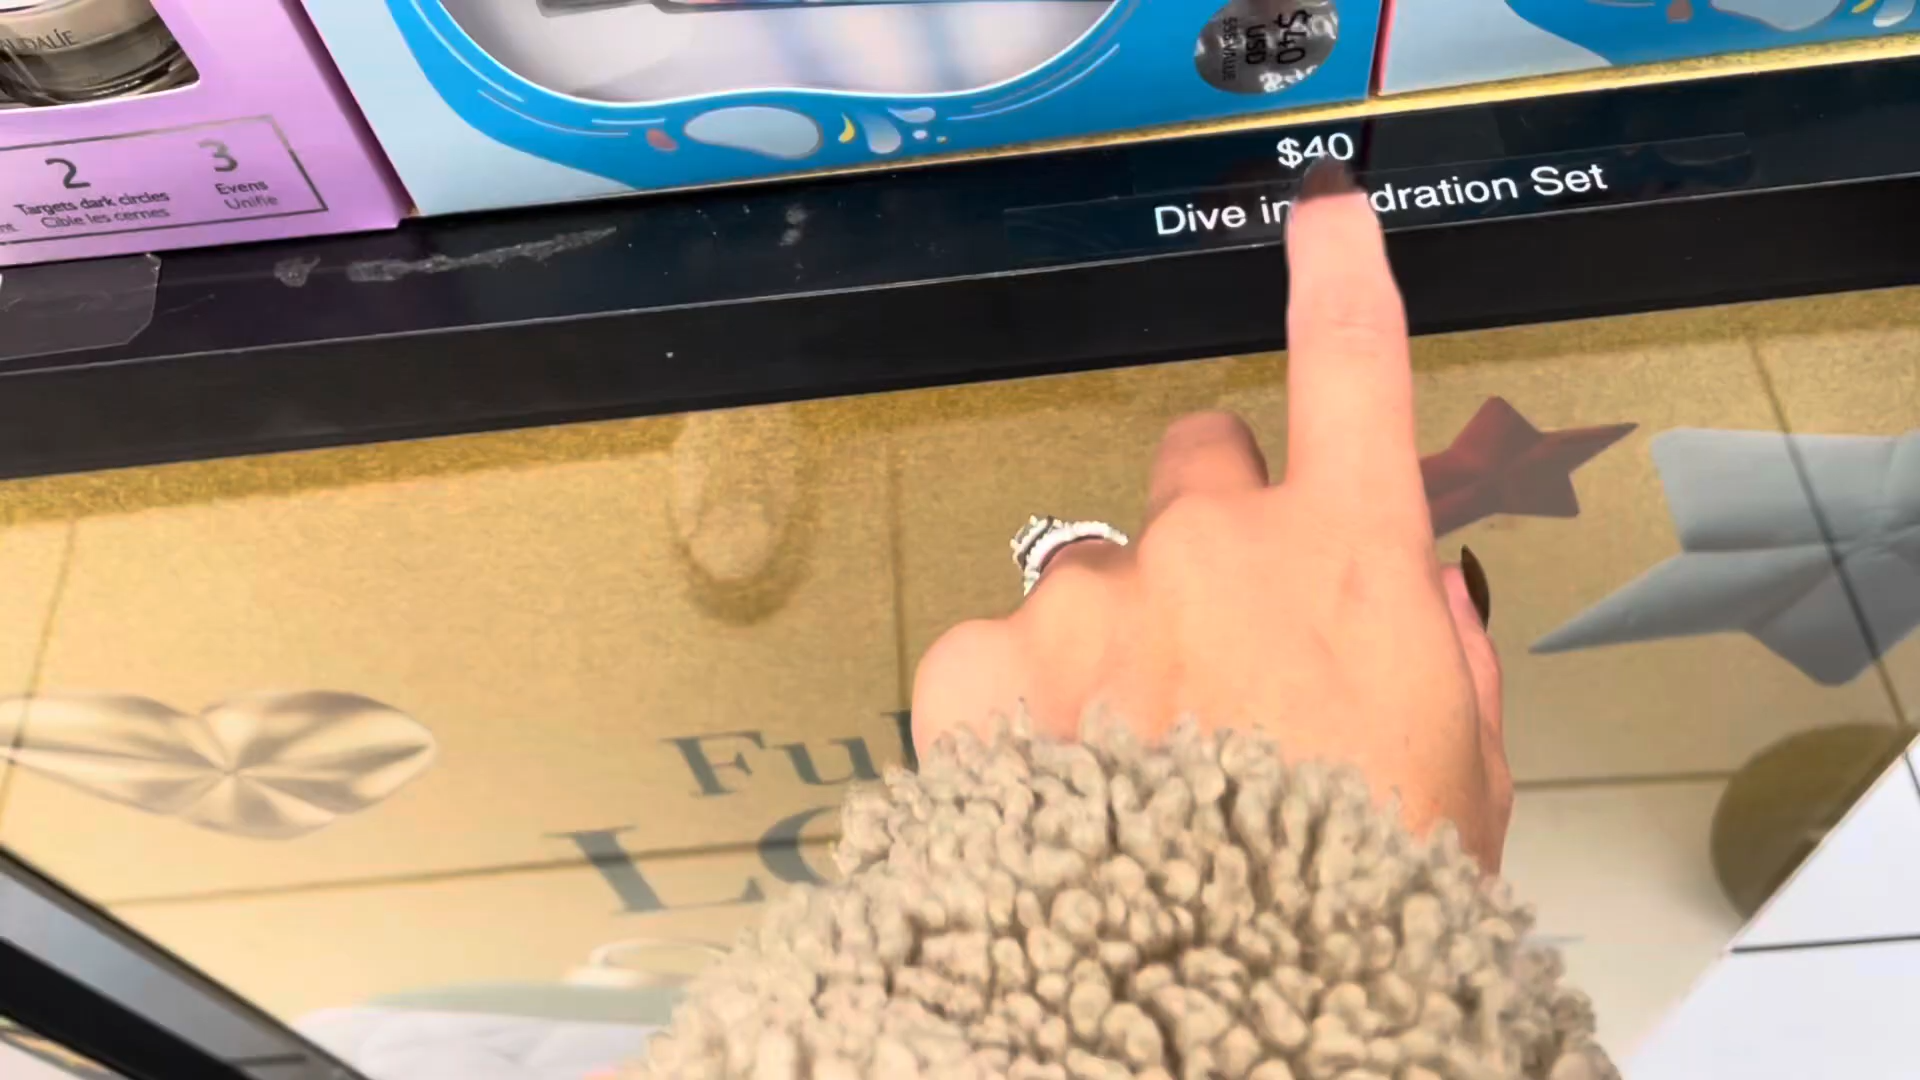 2
Targets dark circles
Cible les cernes
3
Evens
Unifie
$40
USD
$40
Dive in dration Set